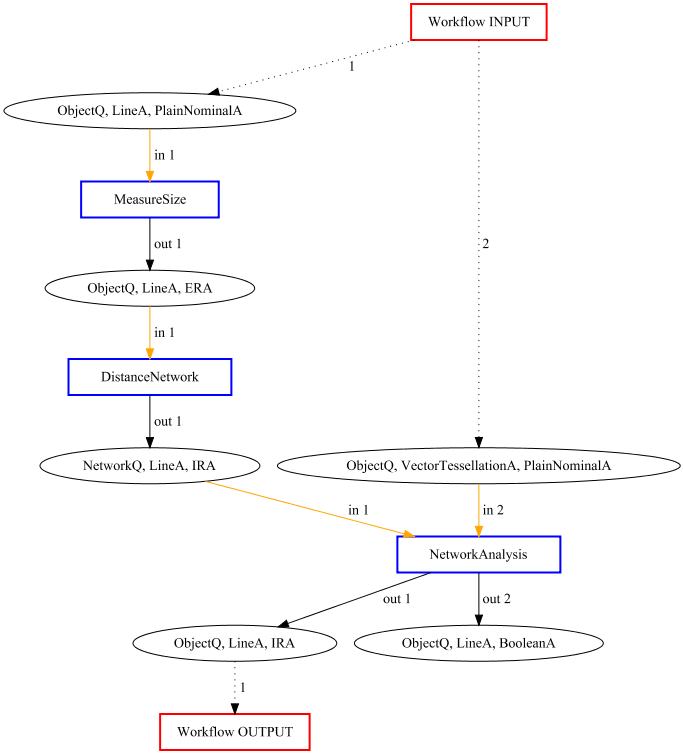 Workflow INPUT
1
ObjectQ, LineA, PlainNominalA
in 1
MeasureSize
out 1
2
ObjectQ, LineA, ERA
in 1
DistanceNetwork
out 1
NetworkQ, LineA, IRA
ObjectQ, VectorTessellationA, PlainNominalA
in 1
in 2
NetworkAnalysis
out 1
out 2
ObjectQ, LineA, IRA
ObjectQ, LineA, BooleanA
1
Workflow OUTPUT